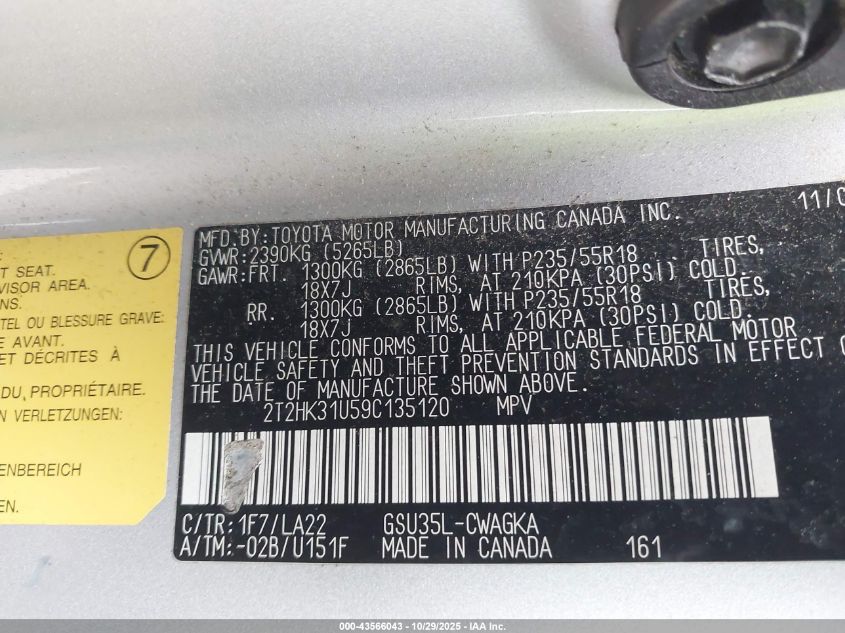 7
T SEAT.
VISOR AREA.
NS.
TEL OU BLESSURE GRAVE:
E AVANT.
ET DÉCRITES À
DU, PROPRIÉTAIRE.
N VERLETZUNGEN.
ENBEREICH
EN.
MFD.BY:TOYOTA MOTOR MANUFACTURING CANADA INC. 11/0
GVWR:2390KG (5265LB)
GAWR:FRT. 1300KG (2865LB) WITH P235/55R18 TIRES,
18X7J RIMS, AT 210KPA (30PSI) COLD.
RR. 1300KG (2865LB) WITH P235/55R18 TIRES,
18X7J RIMS, AT 210KPA (30PSI) COLD.
THIS VEHICLE CONFORMS TO ALL APPLICABLE FEDERAL MOTOR
VEHICLE SAFETY AND THEFT PREVENTION STANDARDS IN EFFECT
THE DATE OF MANUFACTURE SHOWN ABOVE.
2T2HK31U59C135120 MPV
C/TR:1F7/LA22 GSU35L-CWAGKA
A/TM:-02B/U151F MADE IN CANADA 161
000-43566043 / 10/29/2025 - IAA Inc.